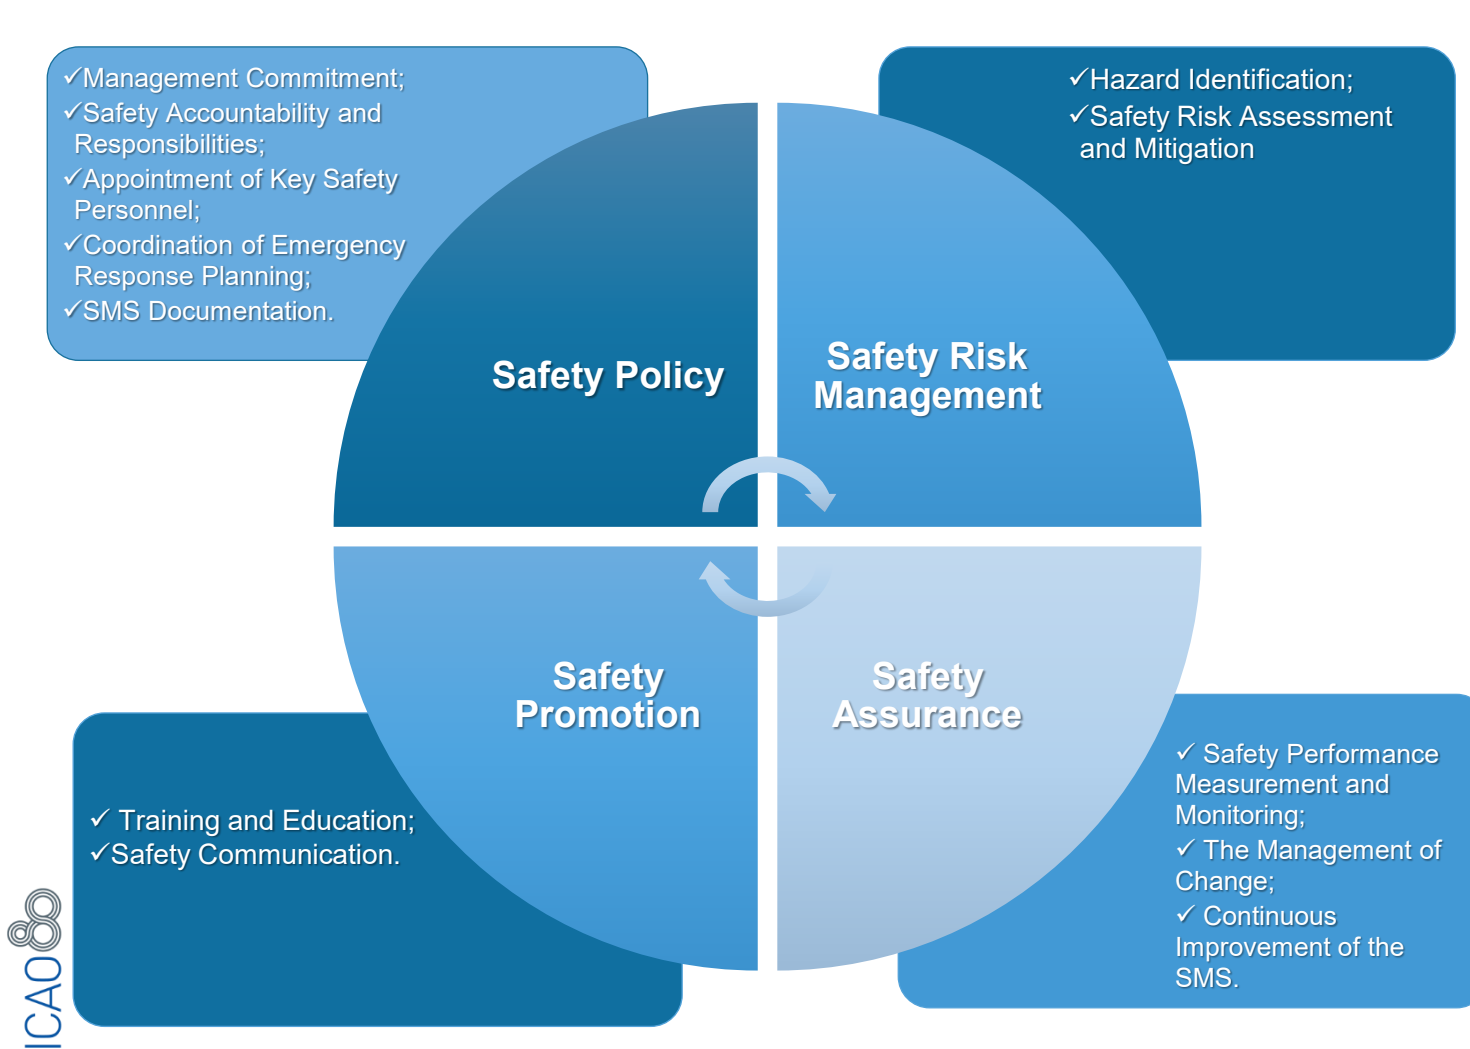 ✓Management Commitment;
✓Safety Accountability and
Responsibilities;
✓Appointment of Key Safety
Personnel;
✓Coordination of Emergency
Response Planning;
✓SMS Documentation.
✓Hazard Identification;
✓Safety Risk Assessment
and Mitigation
Safety Policy
Safety Risk
Management
Safety
Promotion
Safety
Assurance
✓ Training and Education;
✓Safety Communication.
✓ Safety Performance
Measurement and
Monitoring;
✓ The Management of
Change;
✓ Continuous
Improvement of the
SMS.
ICAO